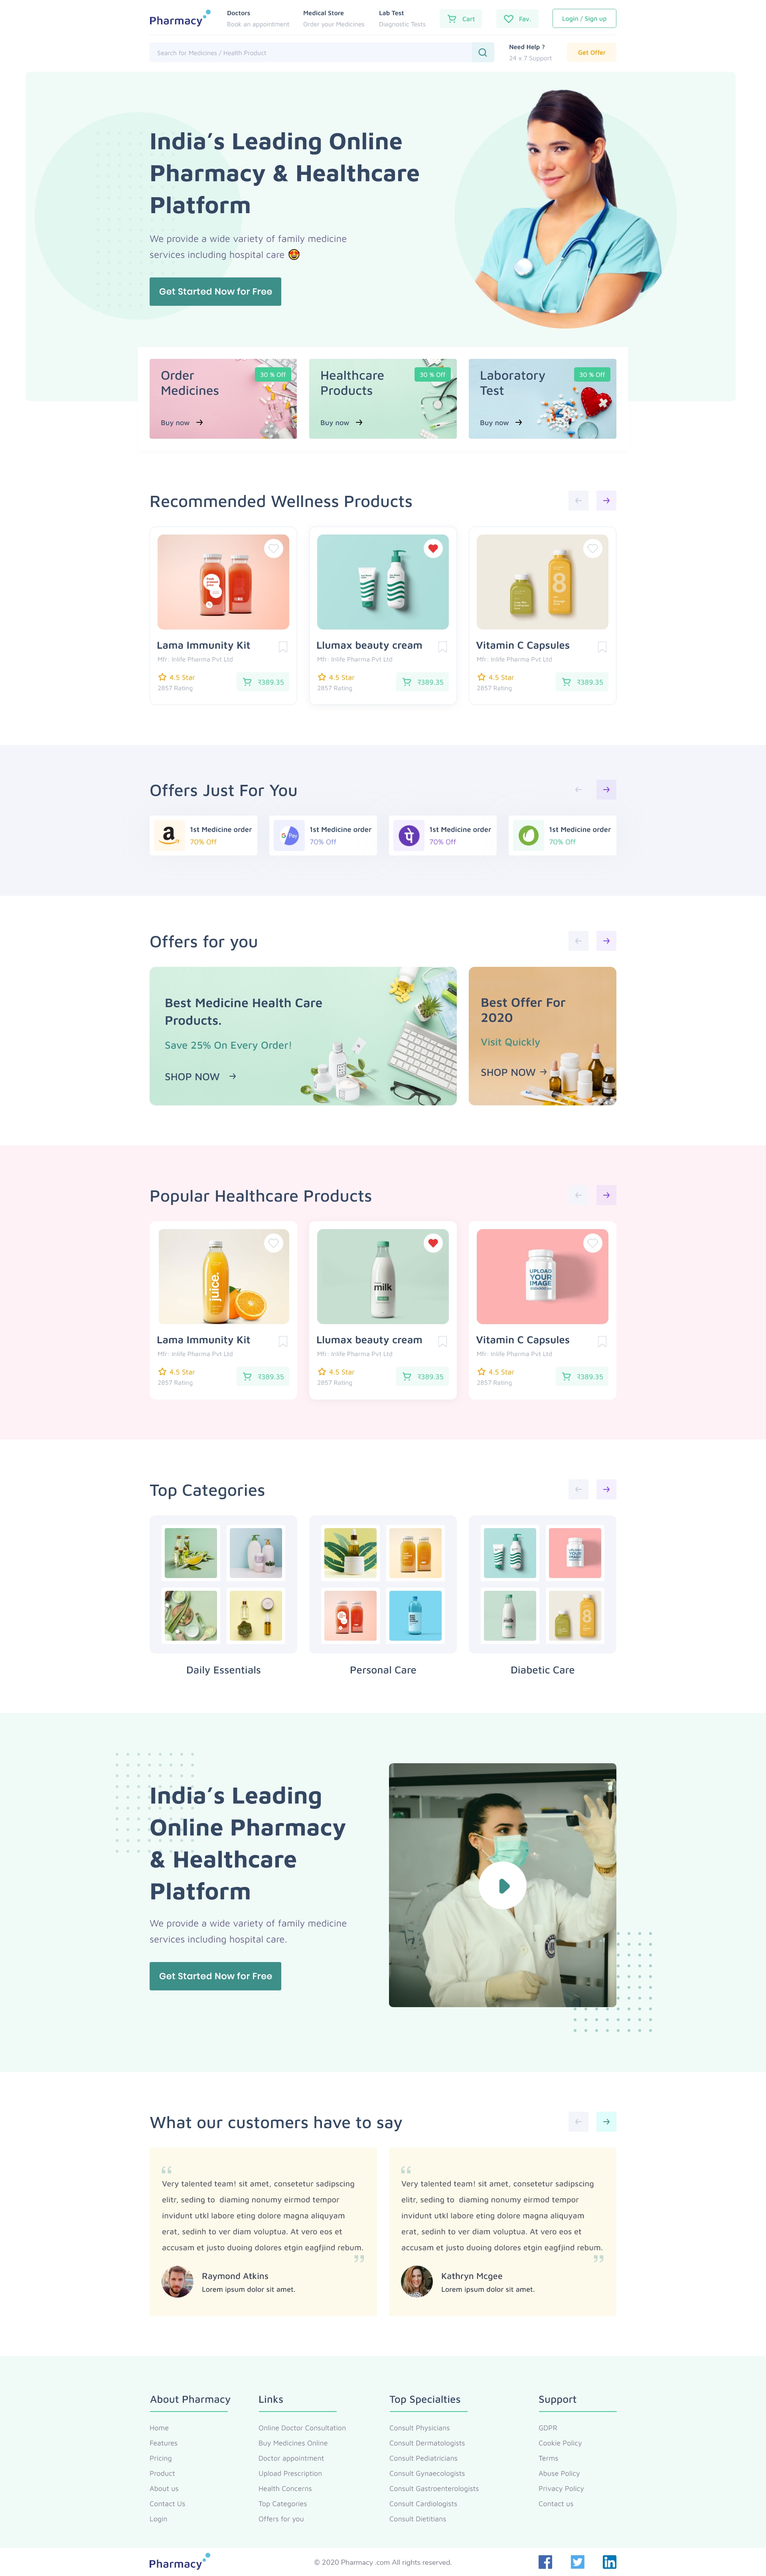 Pharmacy
Doctors
Book an appointment
Medical Store
Order your Medicines
Lab Test
Diagnostic Tests
Cart
Fav.
Login / Sign up
Search for Medicines / Health Product
Need Help ?
24 x 7 Support
Get Offer
India's Leading Online
Pharmacy & Healthcare
Platform
We provide a wide variety of family medicine
services including hospital care
Get Started Now for Free
Order
Medicines
30 % Off
Buy now
Healthcare
Products
30 % Off
Buy now
Laboratory
Test
30 % Off
Buy now
Recommended Wellness Products
8
Lama Immunity Kit
Mfr: Inlife Pharma Pvt Ltd
4.5 Star
2857 Rating
₹389.35
Llumax beauty cream
Mfr: Inlife Pharma Pvt Ltd
4.5 Star
2857 Rating
₹389.35
Vitamin C Capsules
Mfr: Inlife Pharma Pvt Ltd
4.5 Star
2857 Rating
₹389.35
Offers Just For You
a
1st Medicine order
70% Off
G Pay
1st Medicine order
70% Off
पे
1st Medicine order
70% Off
1st Medicine order
70% Off
Offers for you
Best Medicine Health Care
Products.
Save 25% On Every Order!
SHOP NOW
Best Offer For
2020
Visit Quickly
SHOP NOW
Popular Healthcare Products
juice.
milk
UPLOAD
YOUR
IMAGE
Lama Immunity Kit
Mfr: Inlife Pharma Pvt Ltd
4.5 Star
2857 Rating
₹389.35
Llumax beauty cream
Mfr: Inlife Pharma Pvt Ltd
4.5 Star
2857 Rating
₹389.35
Vitamin C Capsules
Mfr: Inlife Pharma Pvt Ltd
4.5 Star
2857 Rating
₹389.35
Top Categories
UPLOAD
YOUR
IMAGE
8
Daily Essentials
Personal Care
Diabetic Care
India's Leading
Online Pharmacy
& Healthcare
Platform
We provide a wide variety of family medicine
services including hospital care.
Get Started Now for Free
What our customers have to say
Very talented team! sit amet, consetetur sadipscing
elitr, seding to diaming nonumy eirmod tempor
invidunt utkl labore eting dolore magna aliquyam
erat, sedinh to ver diam voluptua. At vero eos et
accusam et justo duoing dolores etgin eagfjind rebum.
Raymond Atkins
Lorem ipsum dolor sit amet.
Very talented team! sit amet, consetetur sadipscing
elitr, seding to diaming nonumy eirmod tempor
invidunt utkl labore eting dolore magna aliquyam
erat, sedinh to ver diam voluptua. At vero eos et
accusam et justo duoing dolores etgin eagfjind rebum.
Kathryn Mcgee
Lorem ipsum dolor sit amet.
About Pharmacy
Home
Features
Pricing
Product
About us
Contact Us
Login
Links
Online Doctor Consultation
Buy Medicines Online
Doctor appointment
Upload Prescription
Health Concerns
Top Categories
Offers for you
Top Specialties
Consult Physicians
Consult Dermatologists
Consult Pediatricians
Consult Gynaecologists
Consult Gastroenterologists
Consult Cardiologists
Consult Dietitians
Support
GDPR
Cookie Policy
Terms
Abuse Policy
Privacy Policy
Contact us
Pharmacy
© 2020 Pharmacy .com All rights reserved.